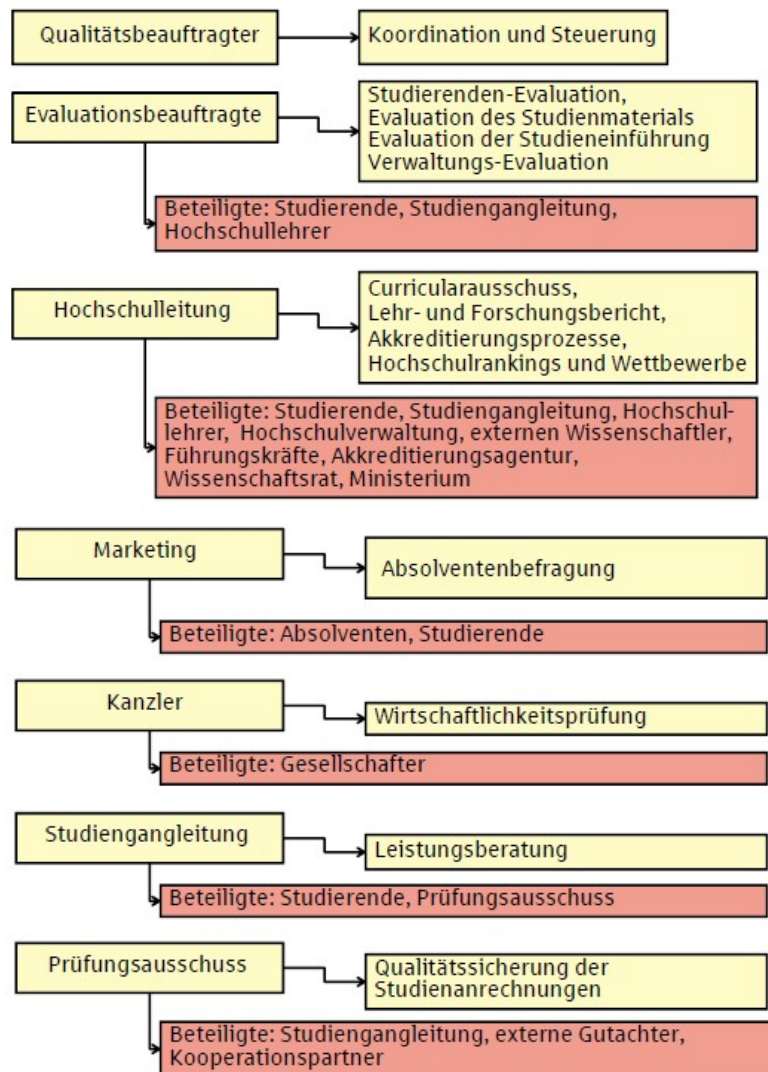 Qualitätsbeauftragter
Koordination und Steuerung
Evaluationsbeauftragte
Studierenden-Evaluation,
Evaluation des Studienmaterials
Evaluation der Studieneinführung
Verwaltungs-Evaluation
Beteiligte: Studierende, Studiengangleitung,
Hochschullehrer
Hochschulleitung
Curricularausschuss,
Lehr- und Forschungsbericht,
Akkreditierungsprozesse,
Hochschulrankings und Wettbewerbe
Beteiligte: Studierende, Studiengangleitung, Hochschul-
lehrer, Hochschulverwaltung, externen Wissenschaftler,
Führungskräfte, Akkreditierungsagentur,
Wissenschaftsrat, Ministerium
Marketing
Absolventenbefragung
Beteiligte: Absolventen, Studierende
Kanzler
Wirtschaftlichkeitsprüfung
Beteiligte: Gesellschafter
Studiengangleitung
Leistungsberatung
Beteiligte: Studierende, Prüfungsausschuss
Prüfungsausschuss
Qualitätssicherung der
Studienanrechnungen
Beteiligte: Studiengangleitung, externe Gutachter,
Kooperationspartner